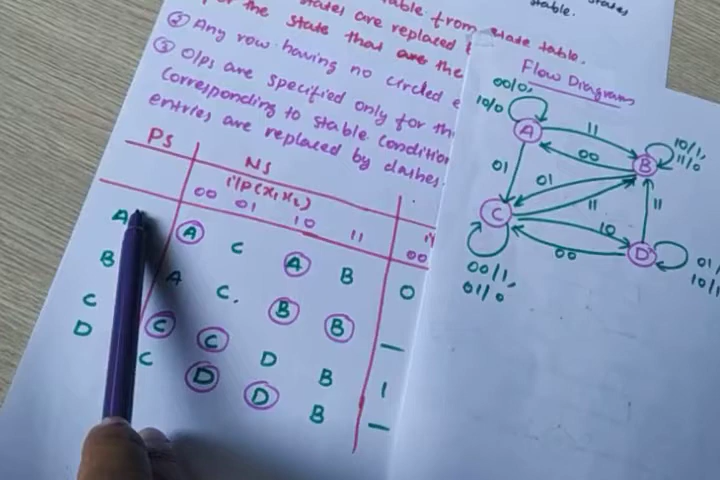 stable.
table from state table.
states are replaced
the state that are the
② Any row having no circled
③ O/ps are specified only for
corresponding to stable condition
entries are replaced by dashes.
PS NS
i/p(x₁x₂)
00 01 10 11 00
A A C A B 0
B A C. B B —
C C C D B 1
D C D D B —
Flow Diagram
00/0,
10/0
A
11
00
B
10/1,
11/0
01
01
11
11
C
10
00
D
00/1,
01/0
01/
10/1